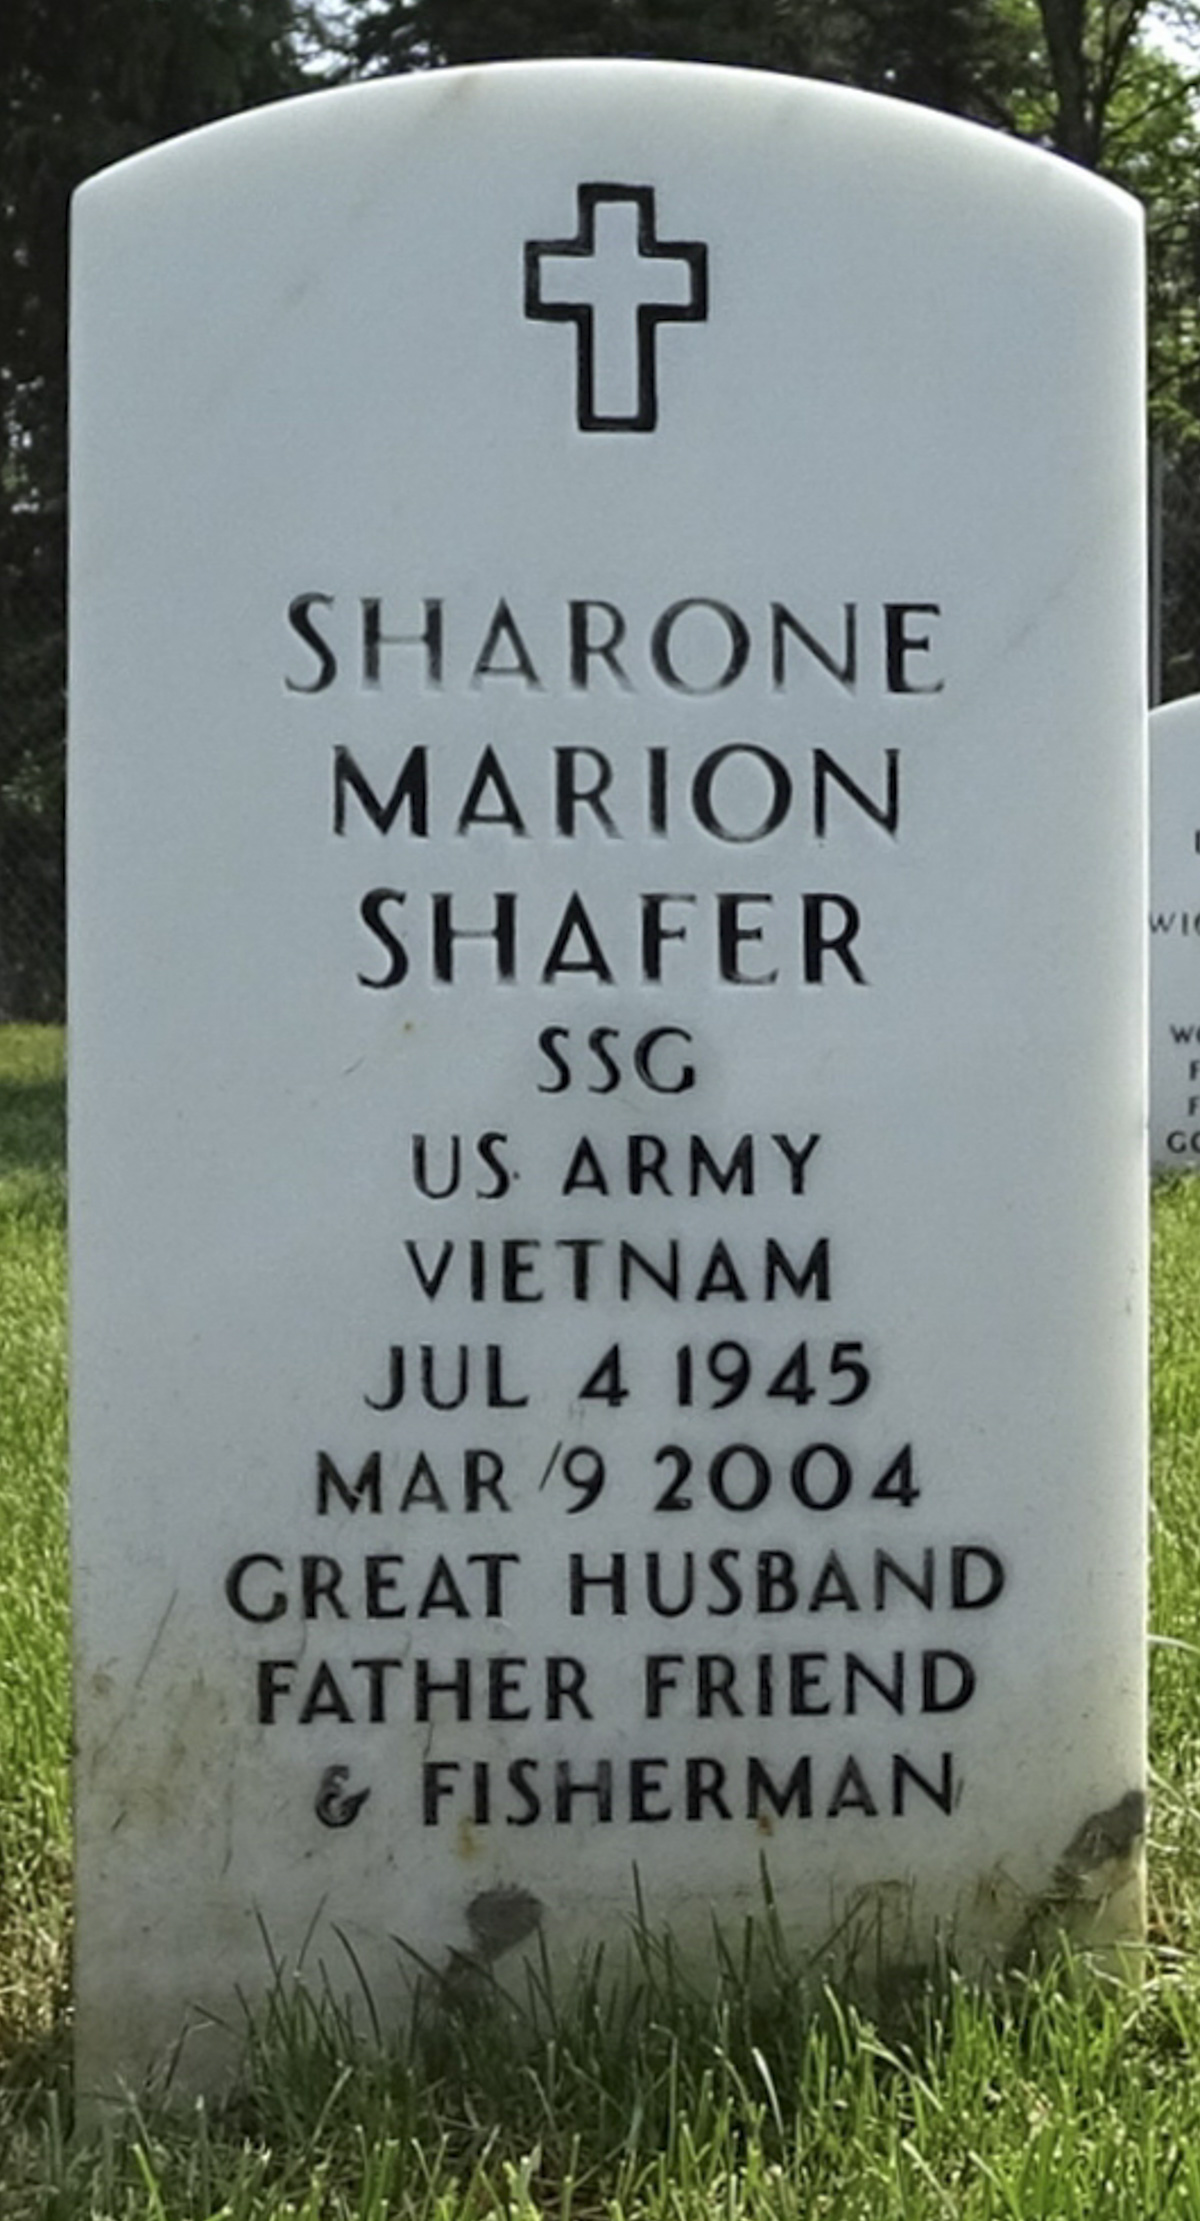 SHARONE
MARION
SHAFER
SSG
US ARMY
VIETNAM
JUL 4 1945
MAR 9 2004
GREAT HUSBAND
FATHER FRIEND
& FISHERMAN